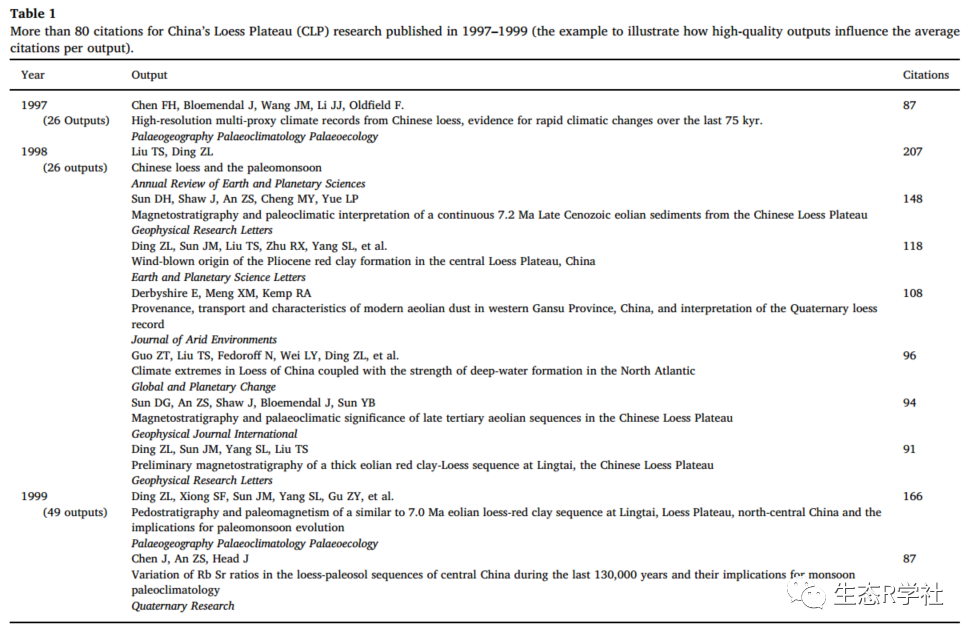 Table 1
More than 80 citations for China's Loess Plateau (CLP) research published in 1997–1999 (the example to illustrate how high-quality outputs influence the average
citations per output).
Year Output Citations
1997 Chen FH, Bloemendal J, Wang JM, Li JJ, Oldfield F. 87
(26 Outputs) High-resolution multi-proxy climate records from Chinese loess, evidence for rapid climatic changes over the last 75 kyr.
Palaeogeography Palaeoclimatology Palaeoecology
1998 Liu TS, Ding ZL 207
(26 outputs) Chinese loess and the paleomonsoon
Annual Review of Earth and Planetary Sciences
Sun DH, Shaw J, An ZS, Cheng MY, Yue LP 148
Magnetostratigraphy and paleoclimatic interpretation of a continuous 7.2 Ma Late Cenozoic eolian sediments from the Chinese Loess Plateau
Geophysical Research Letters
Ding ZL, Sun JM, Liu TS, Zhu RX, Yang SL, et al. 118
Wind-blown origin of the Pliocene red clay formation in the central Loess Plateau, China
Earth and Planetary Science Letters
Derbyshire E, Meng XM, Kemp RA 108
Provenance, transport and characteristics of modern aeolian dust in western Gansu Province, China, and interpretation of the Quaternary loess
record
Journal of Arid Environments
Guo ZT, Liu TS, Fedoroff N, Wei LY, Ding ZL, et al. 96
Climate extremes in Loess of China coupled with the strength of deep-water formation in the North Atlantic
Global and Planetary Change
Sun DG, An ZS, Shaw J, Bloemendal J, Sun YB 94
Magnetostratigraphy and palaeoclimatic significance of late tertiary aeolian sequences in the Chinese Loess Plateau
Geophysical Journal International
Ding ZL, Sun JM, Yang SL, Liu TS 91
Preliminary magnetostratigraphy of a thick eolian red clay-Loess sequence at Lingtai, the Chinese Loess Plateau
Geophysical Research Letters
1999 Ding ZL, Xiong SF, Sun JM, Yang SL, Gu ZY, et al. 166
(49 outputs) Pedostratigraphy and paleomagnetism of a similar to 7.0 Ma eolian loess-red clay sequence at Lingtai, Loess Plateau, north-central China and the
implications for paleomonsoon evolution
Palaeogeography Palaeoclimatology Palaeoecology
Chen J, An ZS, Head J 87
Variation of Rb Sr ratios in the loess-paleosol sequences of central China during the last 130,000 years and their implications for monsoon
paleoclimatology
Quaternary Research
生态R学社